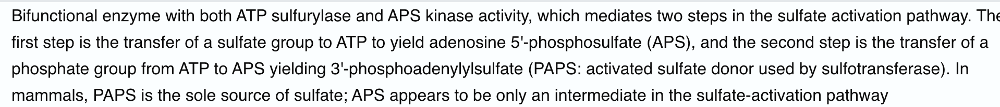 Bifunctional enzyme with both ATP sulfurylase and APS kinase activity, which mediates two steps in the sulfate activation pathway. The
first step is the transfer of a sulfate group to ATP to yield adenosine 5'-phosphosulfate (APS), and the second step is the transfer of a
phosphate group from ATP to APS yielding 3'-phosphoadenylylsulfate (PAPS: activated sulfate donor used by sulfotransferase). In
mammals, PAPS is the sole source of sulfate; APS appears to be only an intermediate in the sulfate-activation pathway